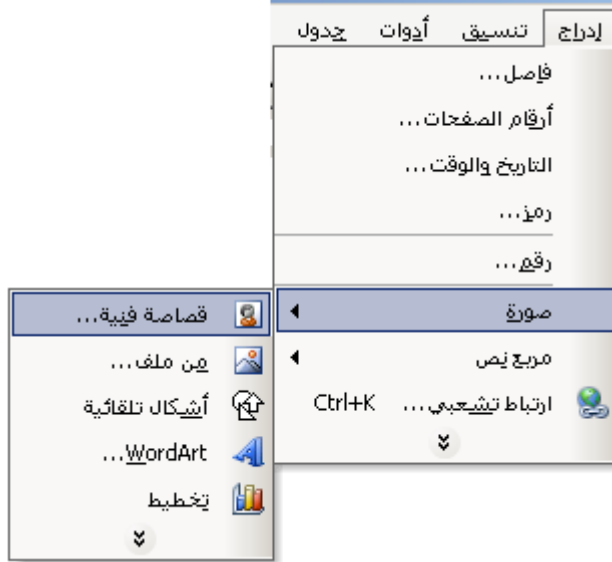 إدراج تنسيق أدوات جدول
فاصل...
أرقام الصفحات...
التاريخ والوقت...
رمز...
رقم...
صورة
مربع نص
ارتباط تشعبي... Ctrl+K
قصاصة فنية...
من ملف...
أشكال تلقائية
WordArt...
تخطيط